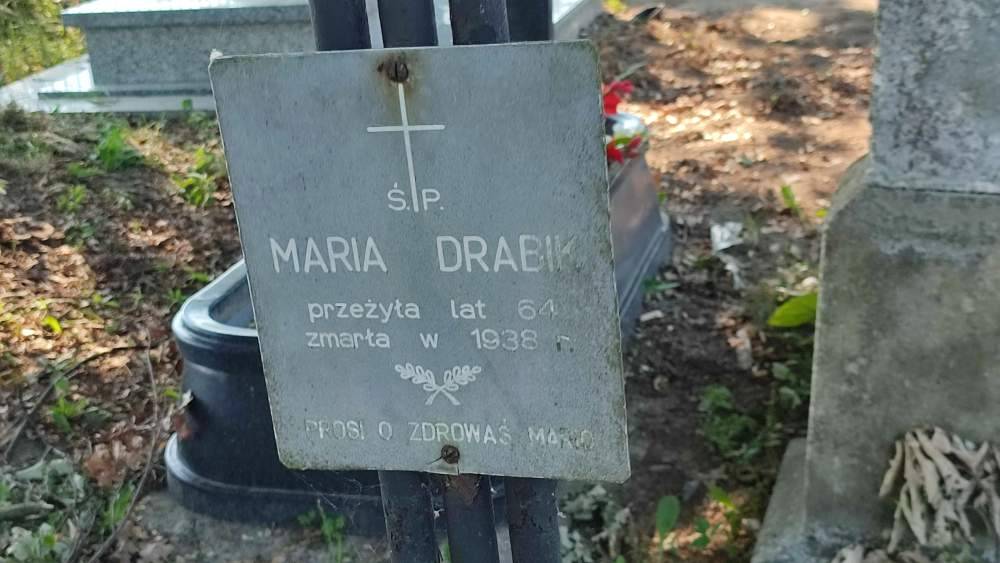 Ś.P.
MARIA DRABIK
przeżyła lat 64
zmarła w 1938 r.
PROSI O ZDROWAŚ MARIO